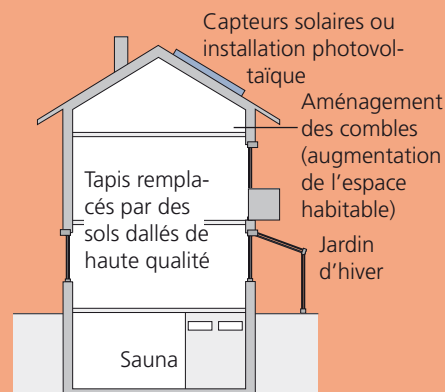 Capteurs solaires ou
installation photovol-
taïque
Aménagement
des combles
(augmentation
de l’espace
habitable)
Tapis rempla-
cés par des
sols dallés de
haute qualité
Jardin
d’hiver
Sauna